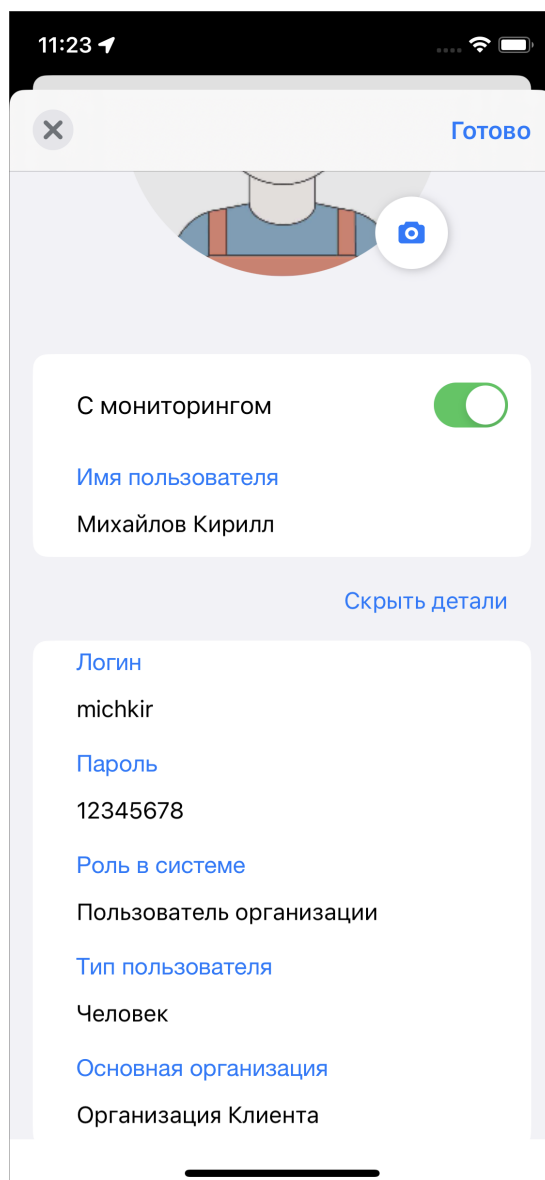 11:23
Готово
С мониторингом
Имя пользователя
Михайлов Кирилл
Скрыть детали
Логин
michkir
Пароль
12345678
Роль в системе
Пользователь организации
Тип пользователя
Человек
Основная организация
Организация Клиента